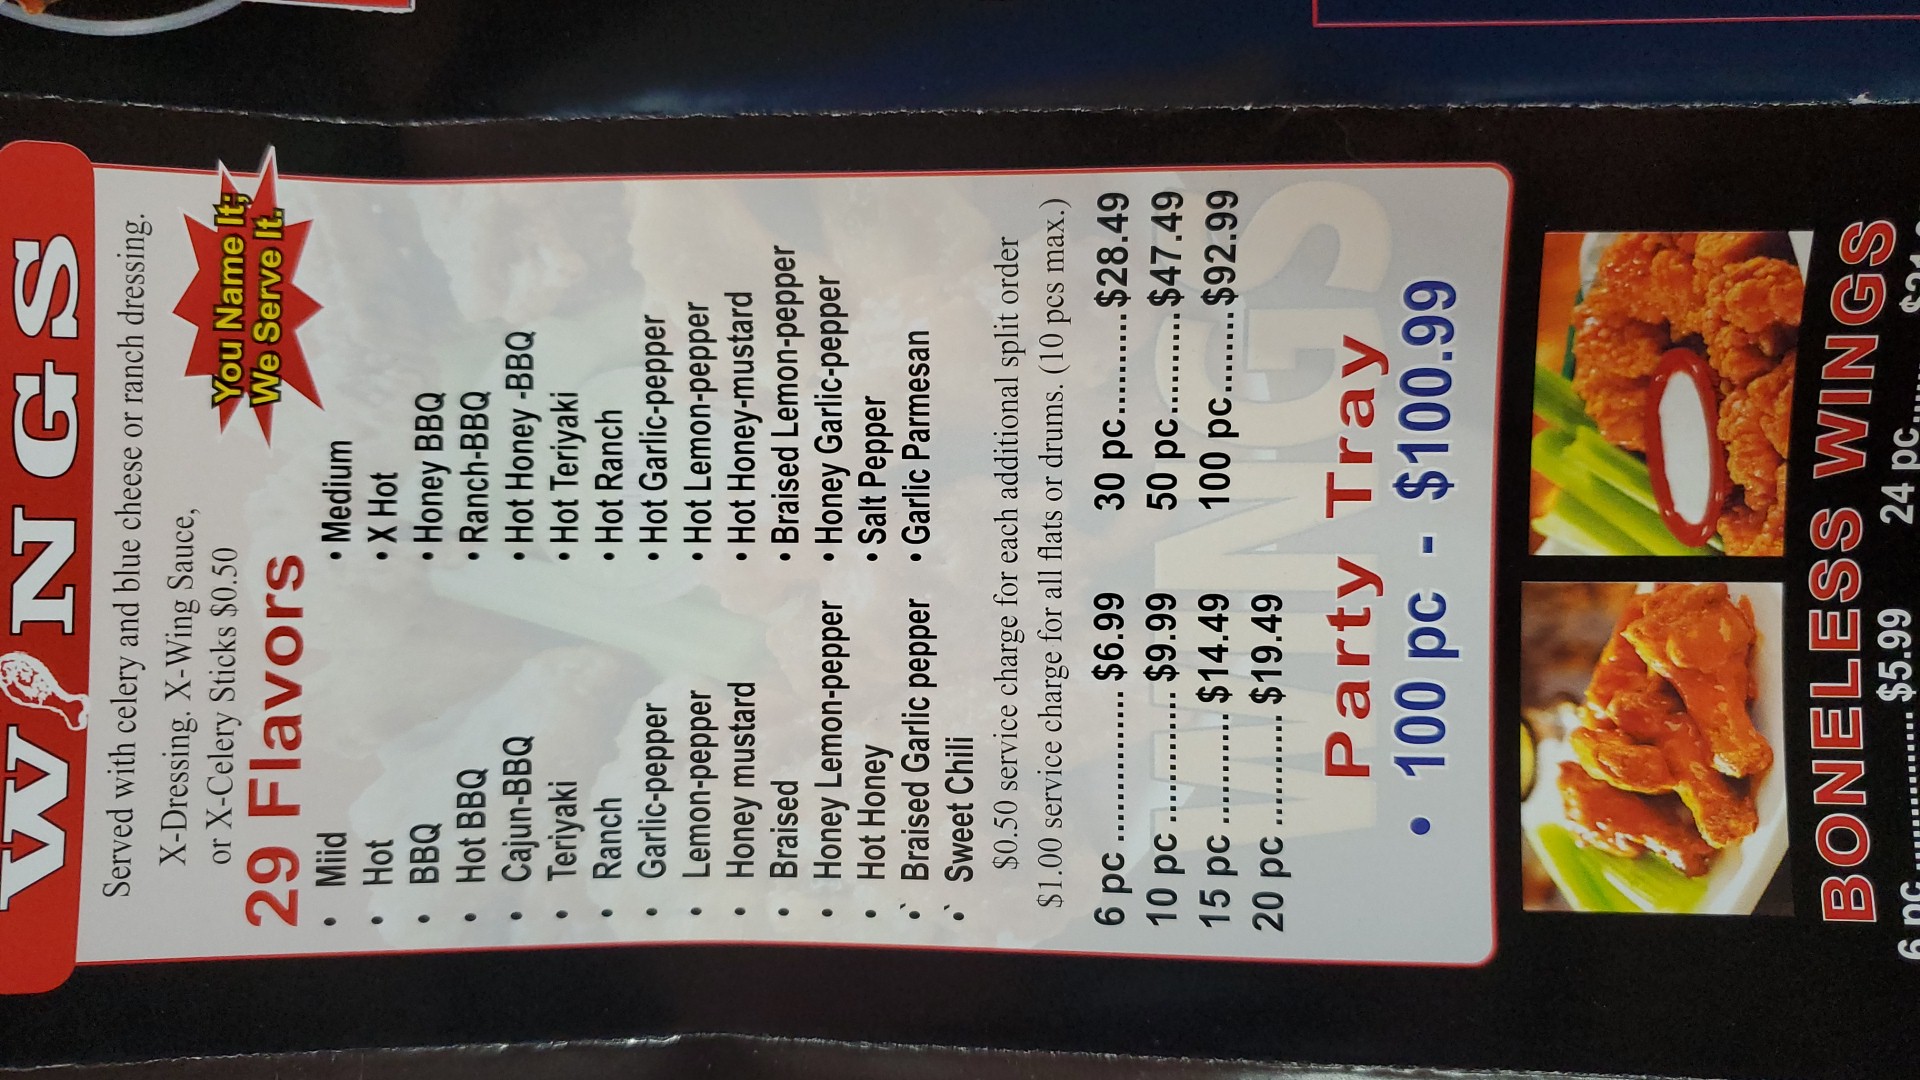 WINGS
Served with celery and blue cheese or ranch dressing.
X-Dressing. X-Wing Sauce,
or X-Celery Sticks $0.50
You Name It;
We Serve It.
29 Flavors
• Miid
• Hot
• BBQ
• Hot BBQ
• Cajun-BBQ
• Teriyaki
• Ranch
• Garlic-pepper
• Lemon-pepper
• Honey mustard
• Braised
• Honey Lemon-pepper
• Hot Honey
•` Braised Garlic pepper
•` Sweet Chili
• Medium
• X Hot
• Honey BBQ
• Ranch-BBQ
• Hot Honey -BBQ
• Hot Teriyaki
• Hot Ranch
• Hot Garlic-pepper
• Hot Lemon-pepper
• Hot Honey-mustard
• Braised Lemon-pepper
• Honey Garlic-pepper
• Salt Pepper
• Garlic Parmesan
$0.50 service charge for each additional split order
$1.00 service charge for all flats or drums. (10 pcs max.)
6 pc ................ $6.99
10 pc ............. $9.99
15 pc ........... $14.49
20 pc ........... $19.49
30 pc........... $28.49
50 pc........... $47.49
100 pc......... $92.99
WINGS
Party Tray
• 100 pc - $100.99
BONELESS WINGS
6 pc ................ $5.99
24 pc